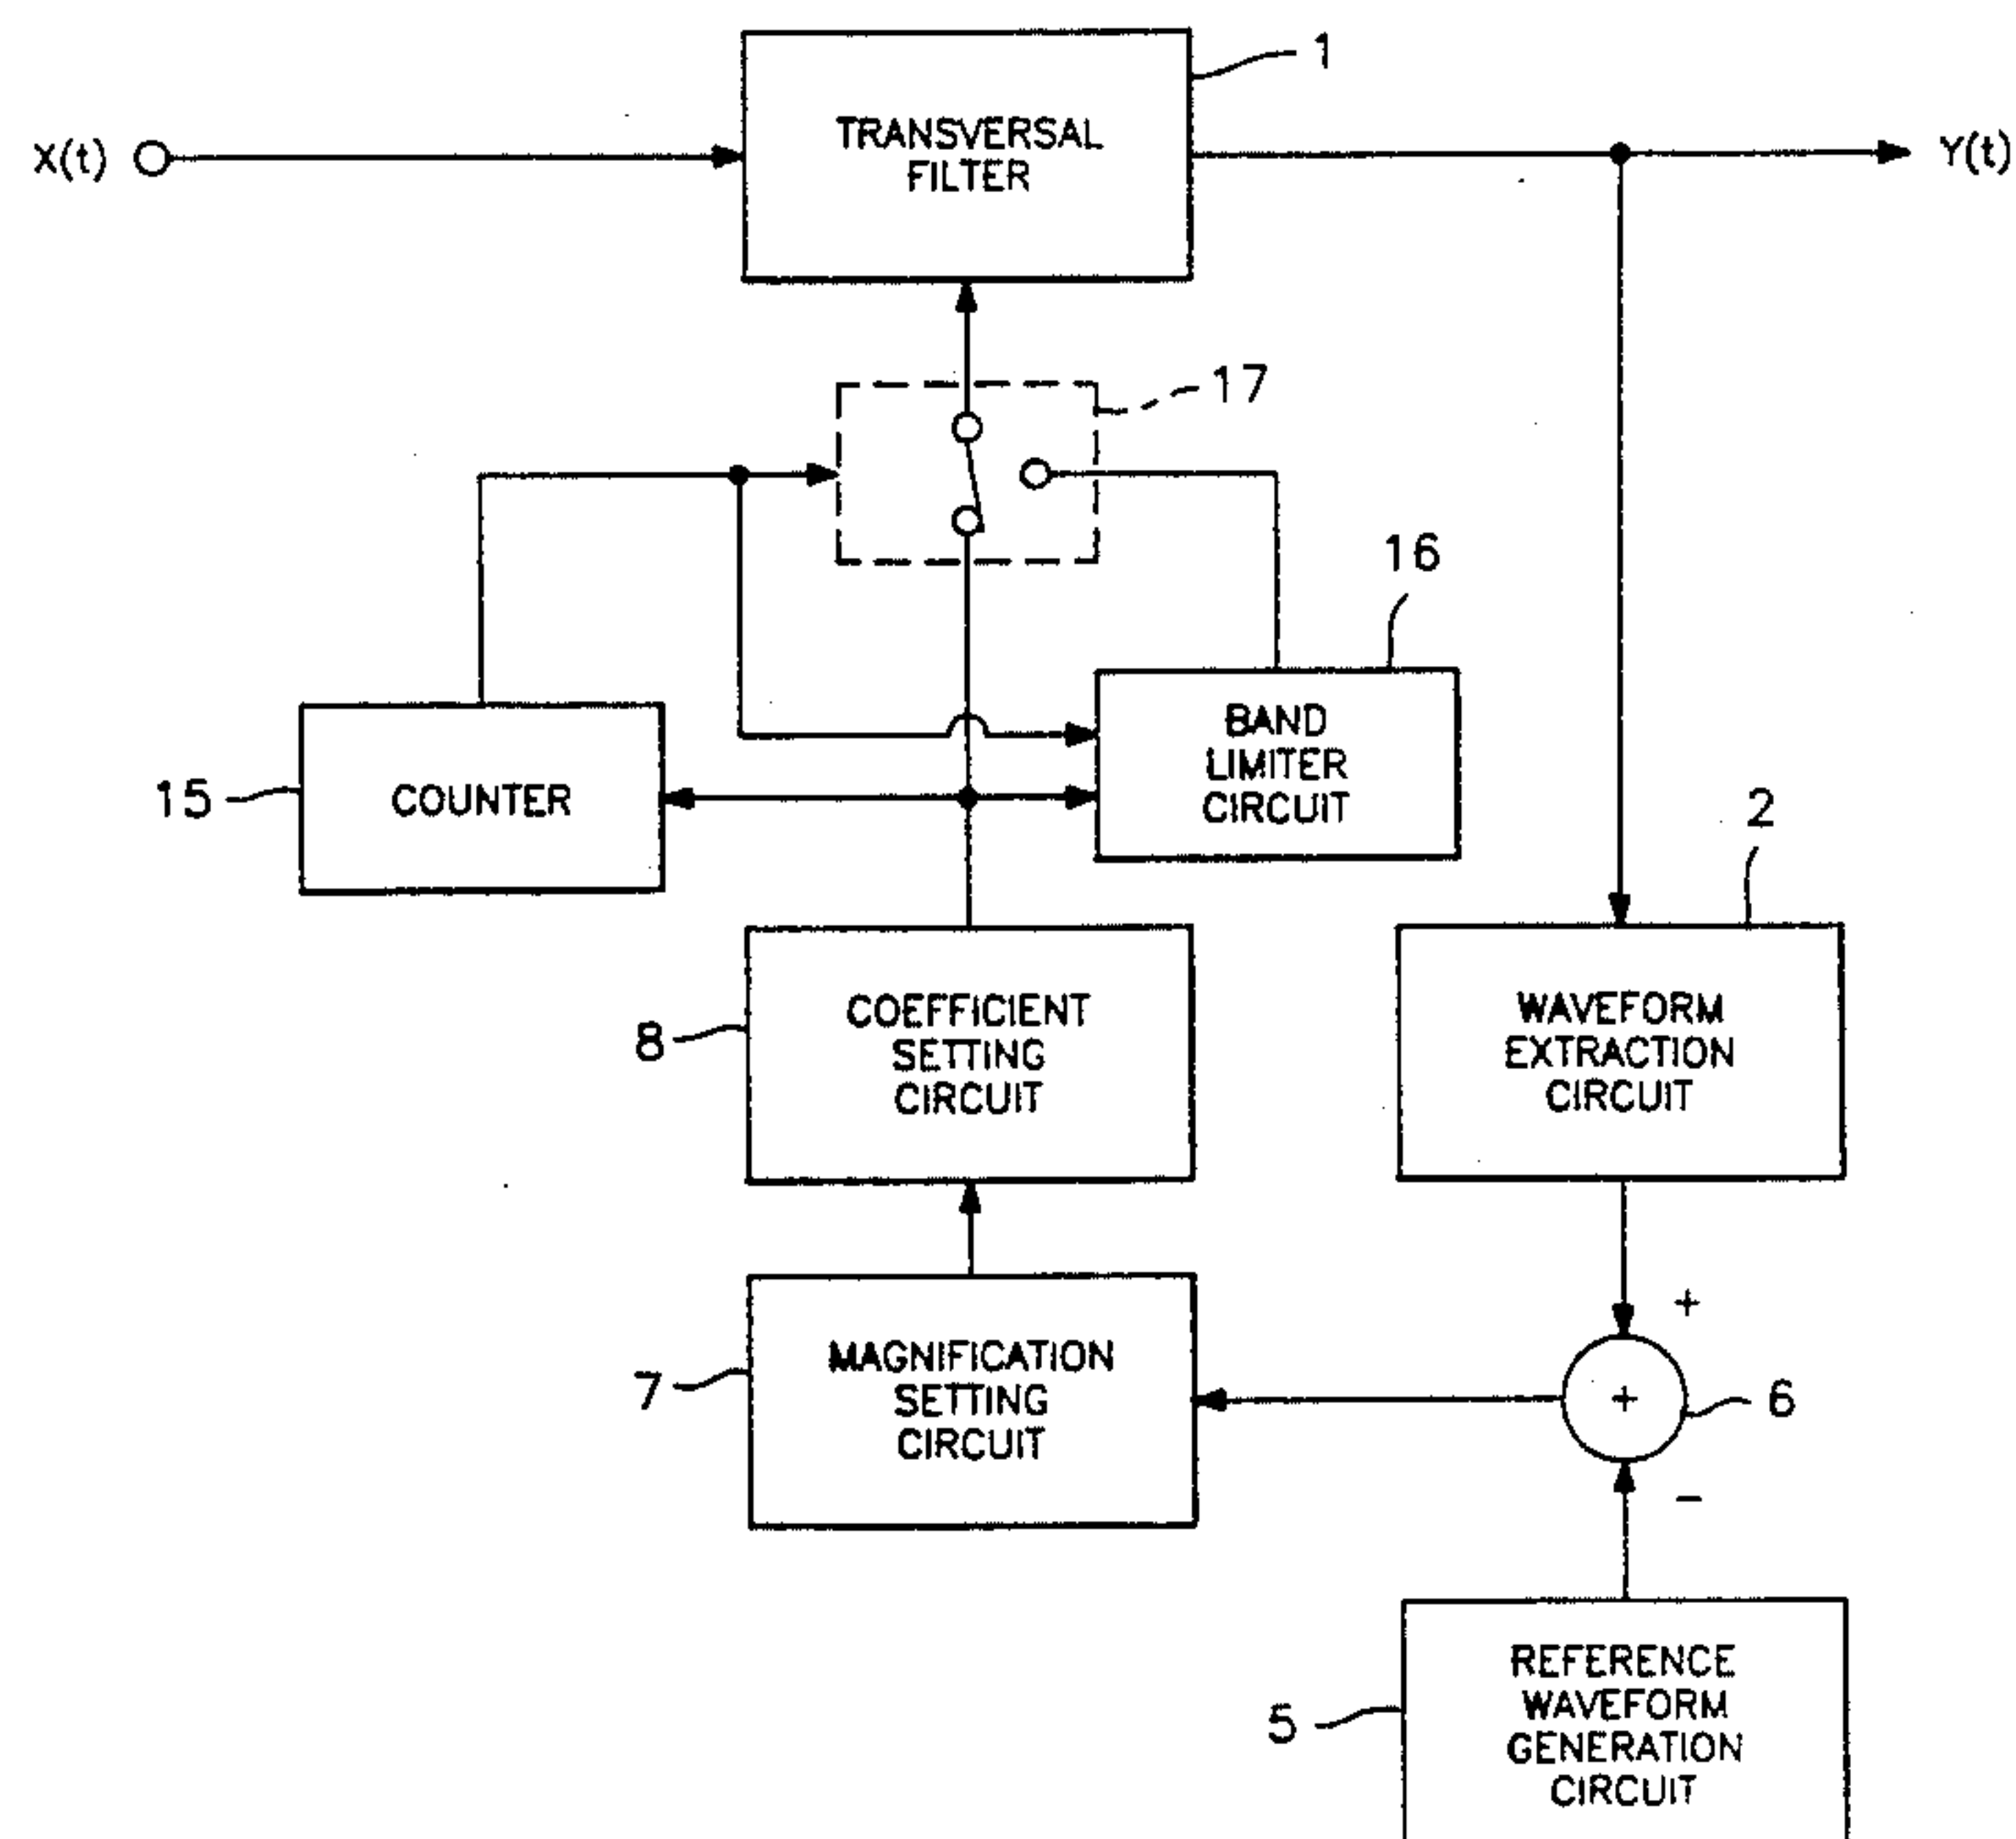 1
TRANSVERSAL
FILTER
X(t)
Y(t)
17
16
BAND
LIMITER
CIRCUIT
15
COUNTER
2
8
COEFFICIENT
SETTING
CIRCUIT
WAVEFORM
EXTRACTION
CIRCUIT
+
7
MAGNIFICATION
SETTING
CIRCUIT
+
6
−
5
REFERENCE
WAVEFORM
GENERATION
CIRCUIT